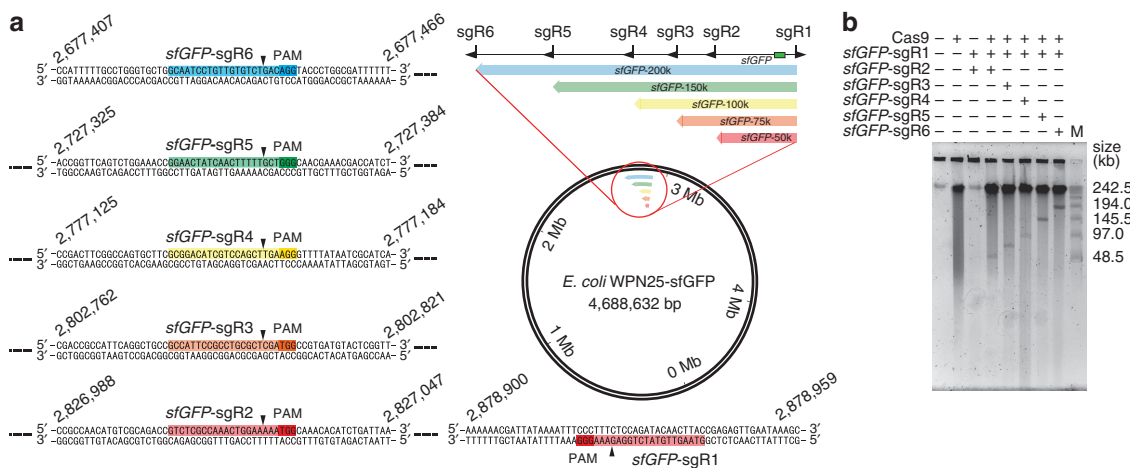 a
2,677,407
2,677,466
sfGFP-sgR6 PAM
5′ CCATTTTTGCCTGGGTGCTGGCAATCCTGTTGTGTCTGACAGGTACCCTGGCGATTTTTT 3′
3′ GGTAAAAACGGACCCACGACCGTTAGGACAACACAGACTGTCCATGGGACCGCTAAAAAA 5′
2,727,325
2,727,384
sfGFP-sgR5 PAM
5′ ACCGGTTCAGTCTGGAAACCGGAACTATCAACTTTTTGCTGGGCAACGAAACGACCATCT 3′
3′ TGGCCAAGTCAGACCTTTGGCCTTGATAGTTGAAAAACGACCCGTTGCTTTGCTGGTAGA 5′
2,777,125
2,777,184
sfGFP-sgR4 PAM
5′ CCGACTTCGGCCAGTGCTTCGCGGACATCGTCCAGCTTGAAGGGTTTTATAATCGCATCA 3′
3′ GGCTGAAGCCGGTCACGAAGCGCCTGTAGCAGGTCGAACTTCCCAAAATATTAGCGTAGT 5′
2,802,762
2,802,821
sfGFP-sgR3 PAM
5′ CGACCGCCATTCAGGCTGCCGCCATTCCGCCTGCGCTCGATGGCCGTGATGTACTCGGTT 3′
3′ GCTGGCGGTAAGTCCGACGGCGGTAAGGCGGACGCGAGCTACCGGCACTACATGAGCCAA 5′
2,826,988
2,827,047
sfGFP-sgR2 PAM
5′ CCGCCAACATGTCGCAGACCGTCTCGCCAAACTGGAAAAATGGCAAACACATCTGATTAA 3′
3′ GGCGGTTGTACAGCGTCTGGCAGAGCGGTTTGACCTTTTTACCGTTTGTGTAGACTAATT 5′
sgR6 sgR5 sgR4 sgR3 sgR2 sgR1
sfGFP
sfGFP-200k
sfGFP-150k
sfGFP-100k
sfGFP-75k
sfGFP-50k
3 Mb
2 Mb
E. coli WPN25-sfGFP
4,688,632 bp
4 Mb
1 Mb
0 Mb
2,878,900
2,878,959
5′ AAAAAACGATTATAAAATTTCCCTTTCTCCAGATACAACTTACCGAGAGTTGAATAAAGC 3′
3′ TTTTTTGCTAATATTTTAAAGGGAAAGAGGTCTATGTTGAATGGCTCTCAACTTATTTCG 5′
PAM sfGFP-sgR1
b
Cas9 − + − + + + + +
sfGFP-sgR1 − − + + + + + +
sfGFP-sgR2 − − + + − − − −
sfGFP-sgR3 − − − − + − − −
sfGFP-sgR4 − − − − − + − −
sfGFP-sgR5 − − − − − − + −
sfGFP-sgR6 − − − − − − − + M
size
(kb)
242.5
194.0
145.5
97.0
48.5